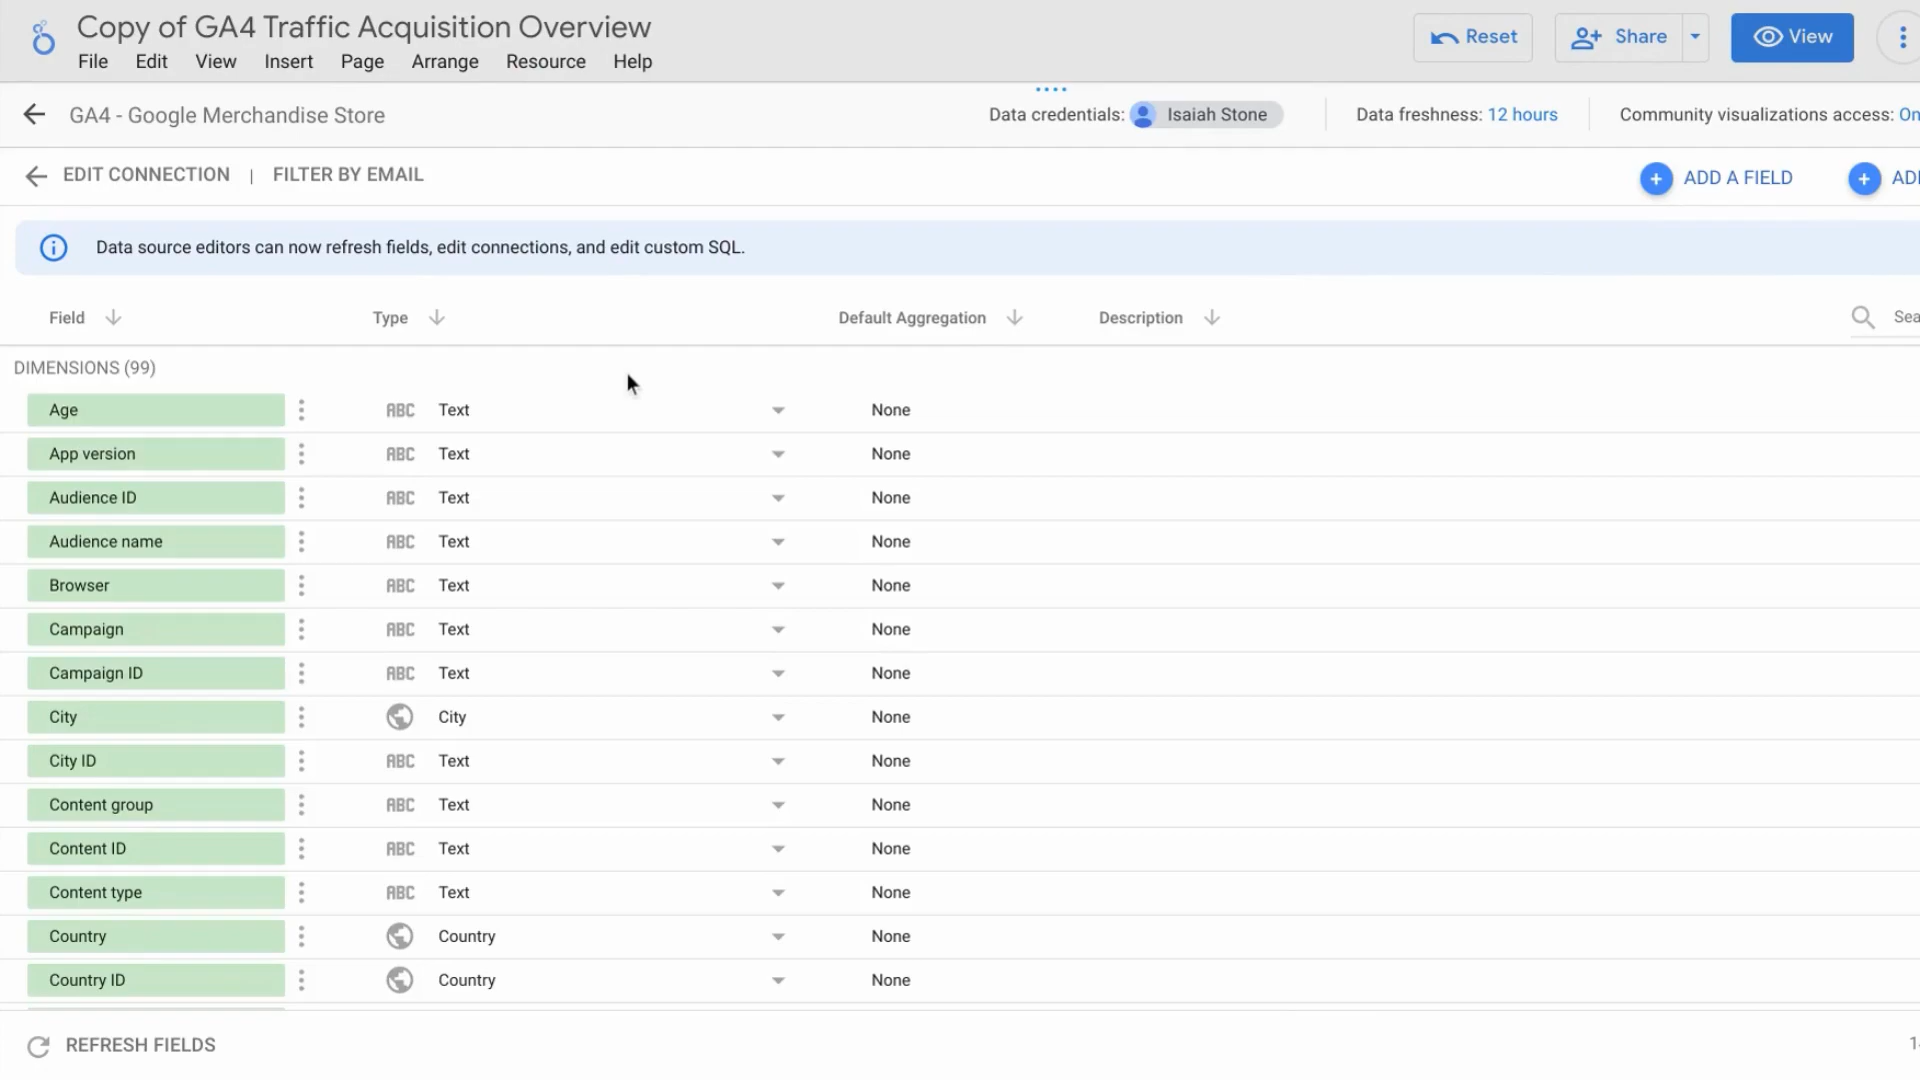 Copy of GA4 Traffic Acquisition Overview
File Edit View Insert Page Arrange Resource Help
Reset Share View
GA4 - Google Merchandise Store
Data credentials: Isaiah Stone
Data freshness: 12 hours
Community visualizations access: On
EDIT CONNECTION | FILTER BY EMAIL
ADD A FIELD
Data source editors can now refresh fields, edit connections, and edit custom SQL.
Field Type Default Aggregation Description
DIMENSIONS (99)
Age ABC Text None
App version ABC Text None
Audience ID ABC Text None
Audience name ABC Text None
Browser ABC Text None
Campaign ABC Text None
Campaign ID ABC Text None
City City None
City ID ABC Text None
Content group ABC Text None
Content ID ABC Text None
Content type ABC Text None
Country Country None
Country ID Country None
REFRESH FIELDS